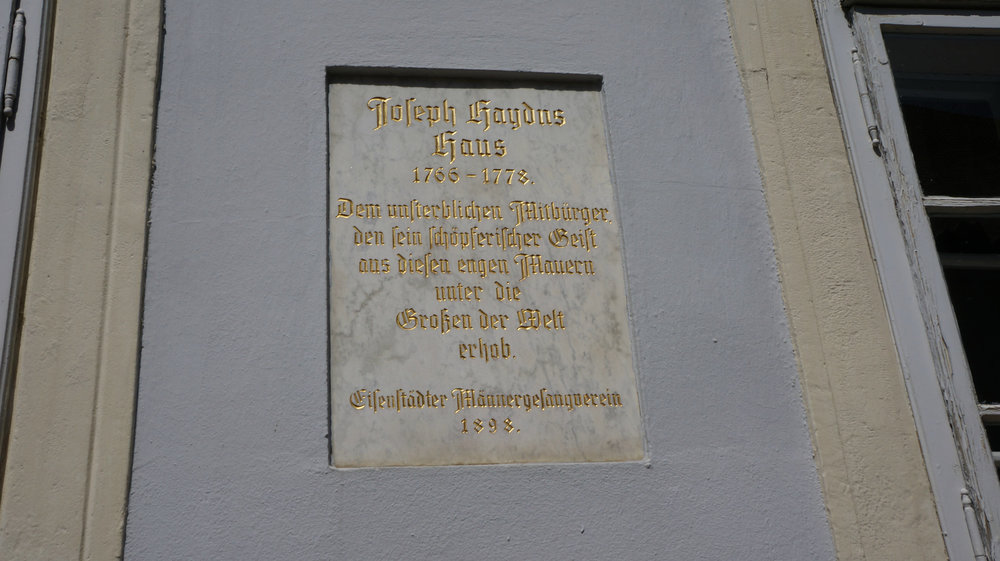 Joseph Haydns
Haus
1766 - 1778.
Dem unsterblichen Mitbürger,
den sein schöpferischer Geist
aus diesen engen Mauern
unter die
Großen der Welt
erhob.
Eisenstädter Männergesangverein
1898.